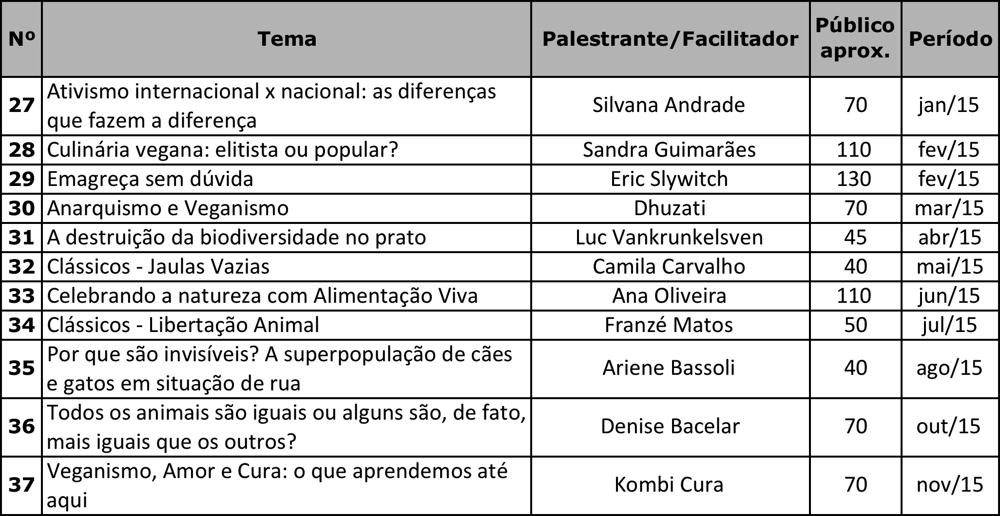 Nº Tema Palestrante/Facilitador Público aprox. Período
27 Ativismo internacional x nacional: as diferenças que fazem a diferença Silvana Andrade 70 jan/15
28 Culinária vegana: elitista ou popular? Sandra Guimarães 110 fev/15
29 Emagreça sem dúvida Eric Slywitch 130 fev/15
30 Anarquismo e Veganismo Dhuzati 70 mar/15
31 A destruição da biodiversidade no prato Luc Vankrunkelsven 45 abr/15
32 Clássicos - Jaulas Vazias Camila Carvalho 40 mai/15
33 Celebrando a natureza com Alimentação Viva Ana Oliveira 110 jun/15
34 Clássicos - Libertação Animal Franzé Matos 50 jul/15
35 Por que são invisíveis? A superpopulação de cães e gatos em situação de rua Ariene Bassoli 40 ago/15
36 Todos os animais são iguais ou alguns são, de fato, mais iguais que os outros? Denise Bacelar 70 out/15
37 Veganismo, Amor e Cura: o que aprendemos até aqui Kombi Cura 70 nov/15